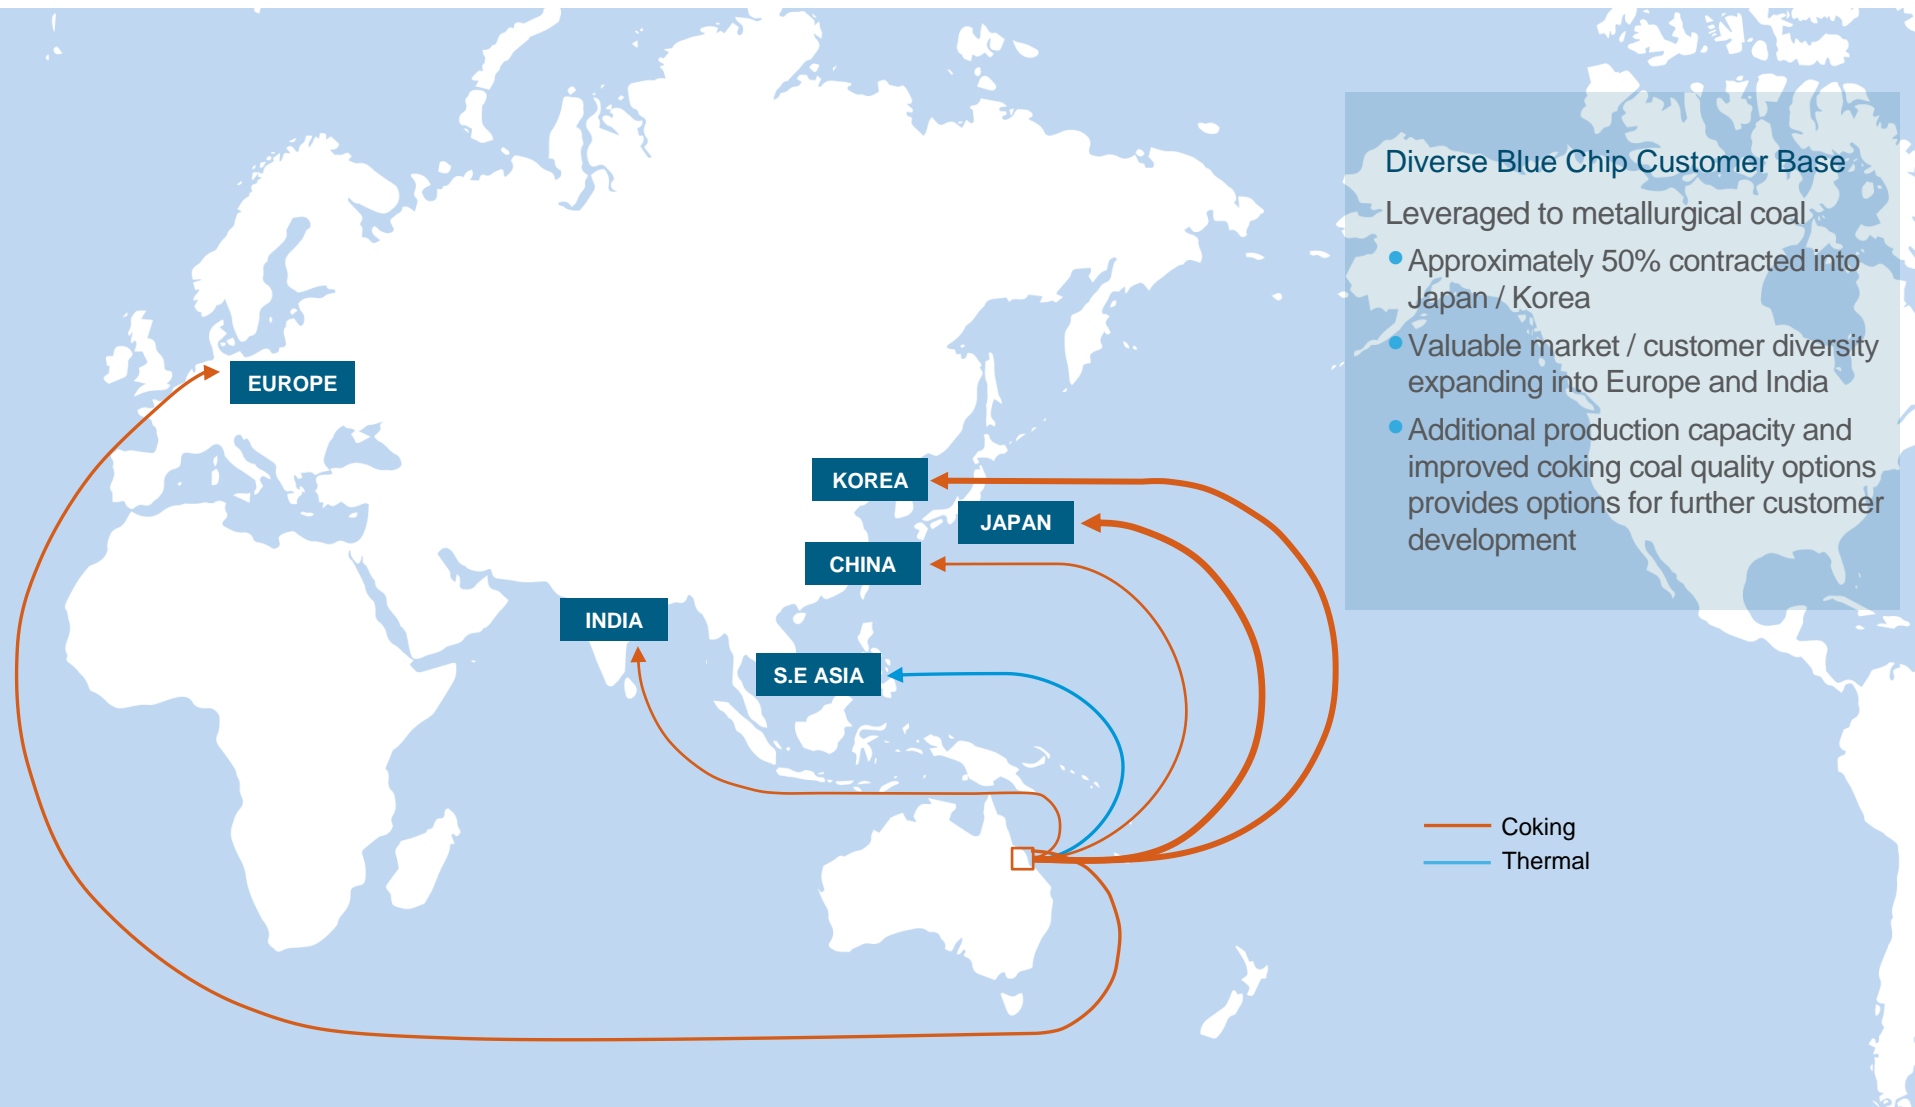 Diverse Blue Chip Customer Base
Leveraged to metallurgical coal
•Approximately 50% contracted into
Japan / Korea
•Valuable market / customer diversity
expanding into Europe and India
•Additional production capacity and
improved coking coal quality options
provides options for further customer
development
EUROPE
KOREA
JAPAN
CHINA
INDIA
S.E ASIA
Coking
Thermal